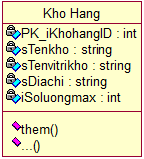 Kho Hang
PK_iKhohangID : int
sTenkho : string
sTenvitrikho : string
sDiachi : string
iSoluongmax : int
them()
...()